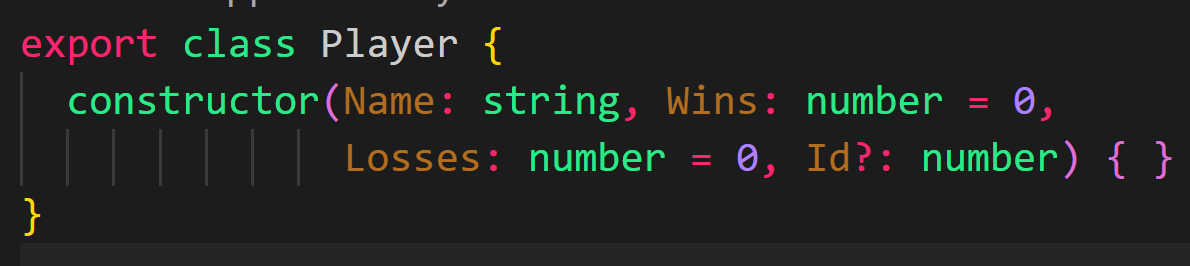 export class Player {
  constructor(Name: string, Wins: number = 0,
              Losses: number = 0, Id?: number) { }
}